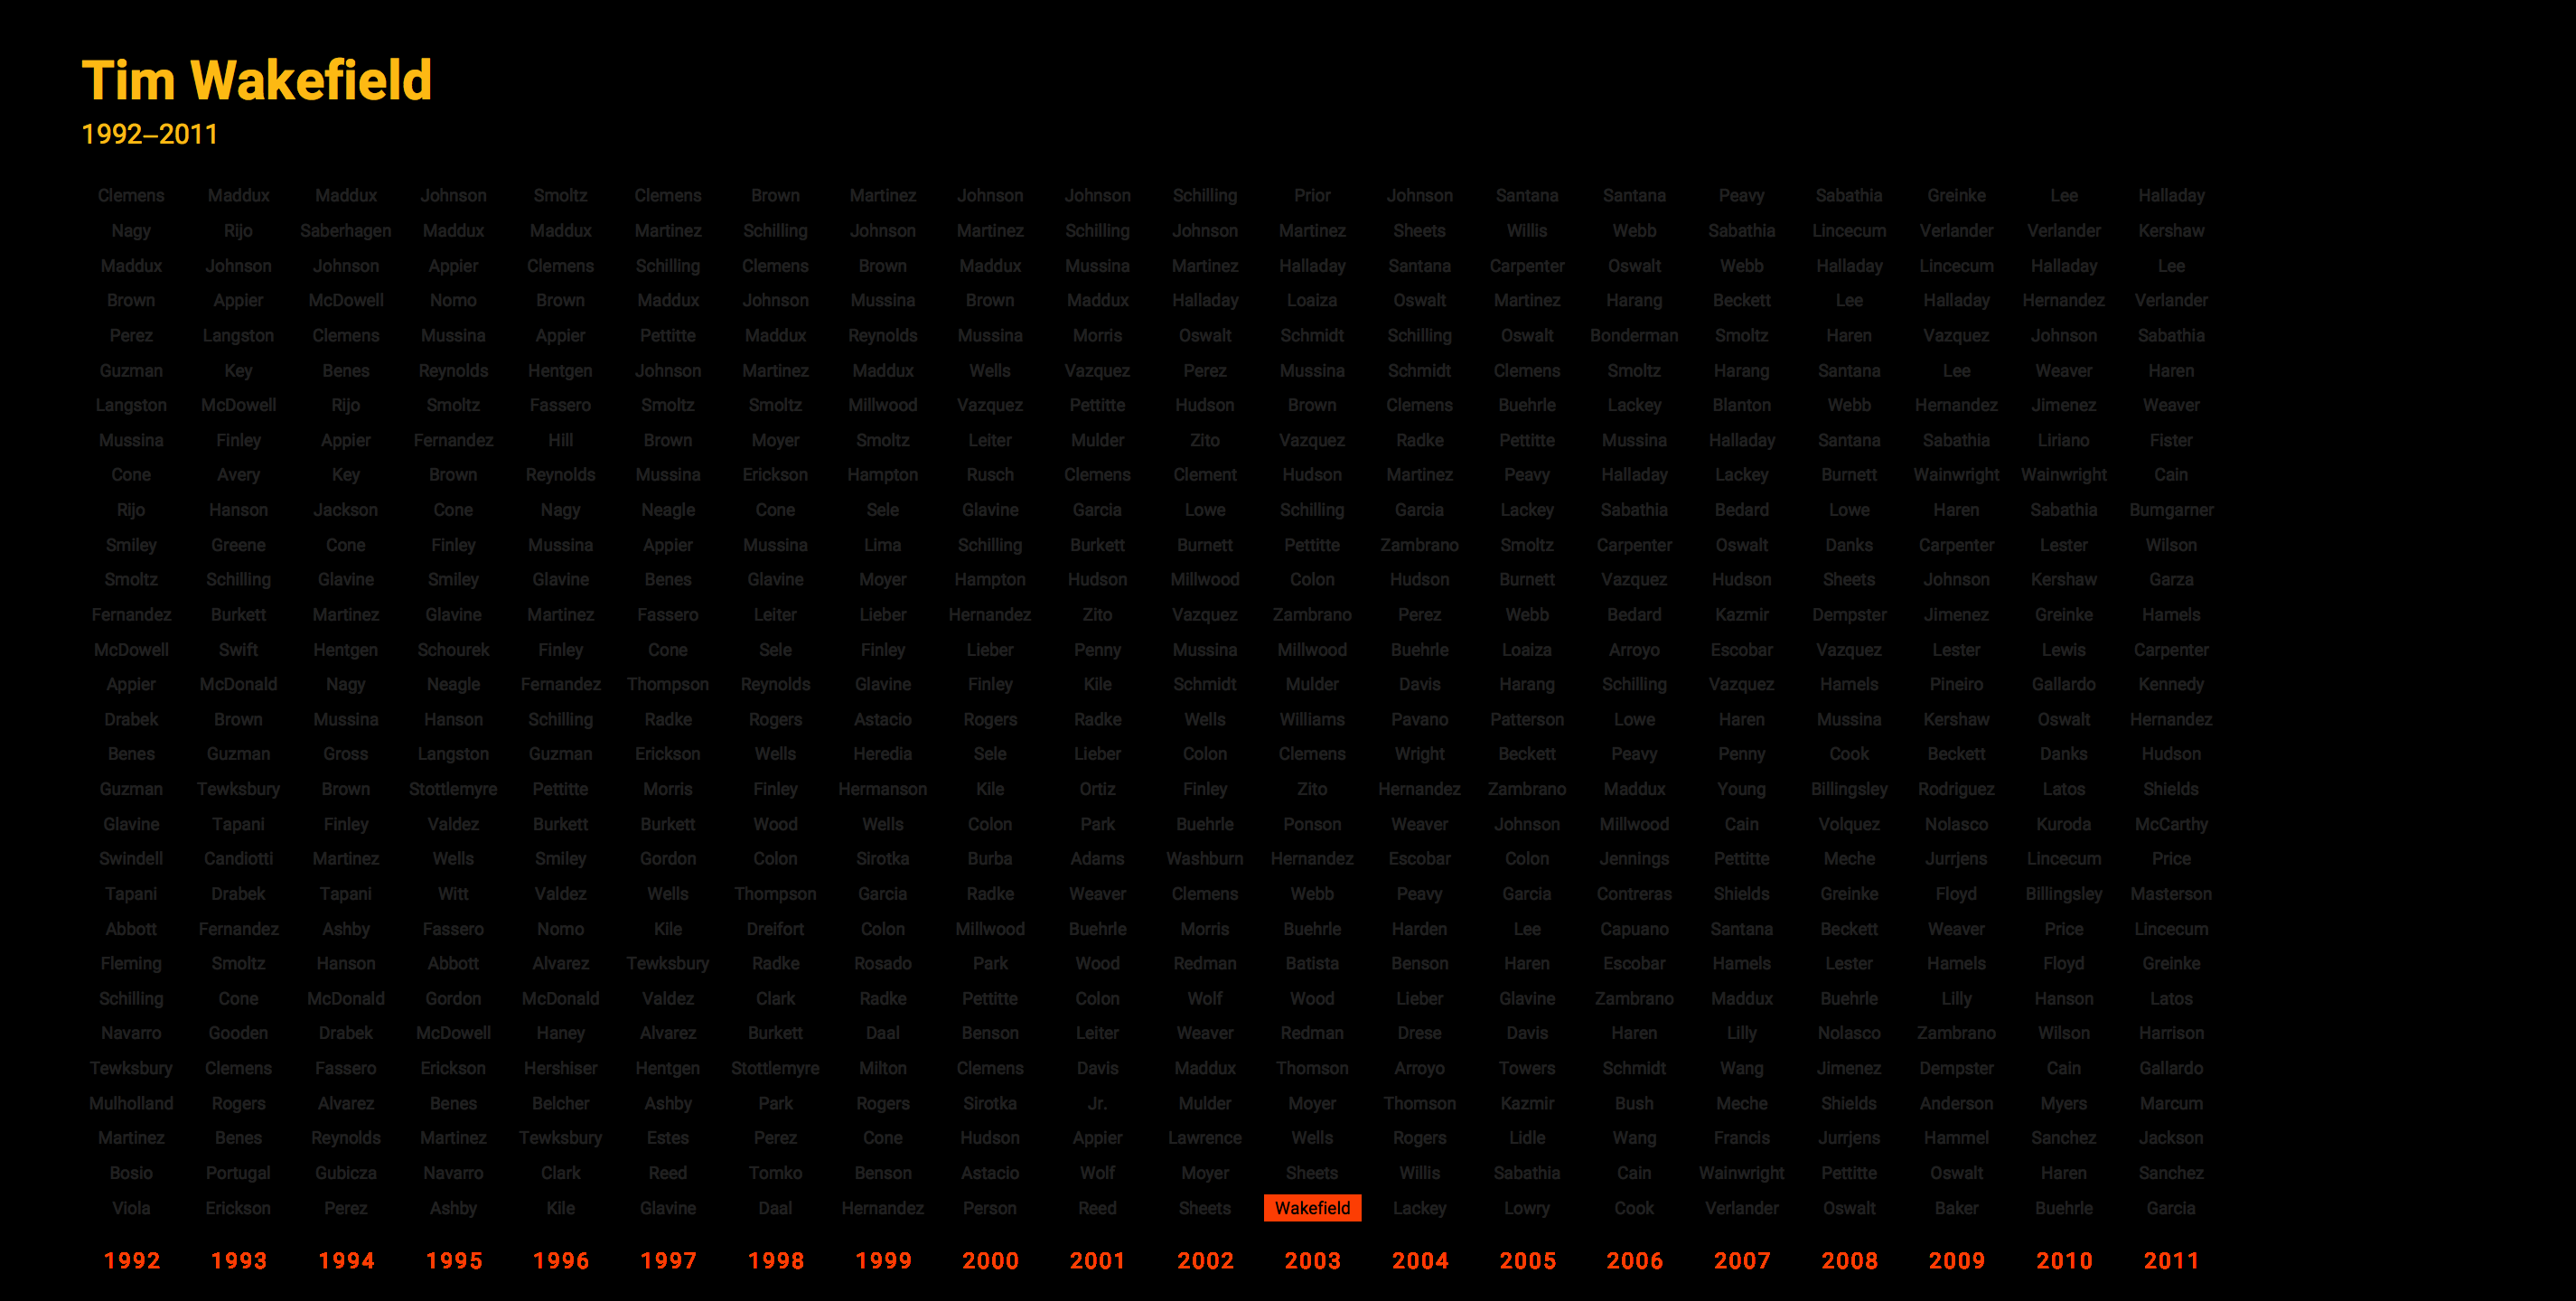 Tim Wakefield
1992–2011
Clemens Maddux Maddux Johnson Smoltz Clemens Brown Martinez Johnson Johnson Schilling Prior Johnson Santana Santana Peavy Sabathia Greinke Lee Halladay
Nagy Rijo Saberhagen Maddux Maddux Martinez Schilling Johnson Martinez Schilling Johnson Martinez Sheets Willis Webb Sabathia Lincecum Verlander Verlander Kershaw
Maddux Johnson Johnson Appier Clemens Schilling Clemens Brown Maddux Mussina Martinez Halladay Santana Carpenter Oswalt Webb Halladay Lincecum Halladay Lee
Brown Appier McDowell Nomo Brown Maddux Johnson Mussina Brown Maddux Halladay Loaiza Oswalt Martinez Harang Beckett Lee Halladay Hernandez Verlander
Perez Langston Clemens Mussina Appier Pettitte Maddux Reynolds Mussina Morris Oswalt Schmidt Schilling Oswalt Bonderman Smoltz Haren Vazquez Johnson Sabathia
Guzman Key Benes Reynolds Hentgen Johnson Martinez Maddux Wells Vazquez Perez Mussina Schmidt Clemens Smoltz Harang Santana Lee Weaver Haren
Langston McDowell Rijo Smoltz Fassero Smoltz Smoltz Millwood Vazquez Pettitte Hudson Brown Clemens Buehrle Lackey Blanton Webb Hernandez Jimenez Weaver
Mussina Finley Appier Fernandez Hill Brown Moyer Smoltz Leiter Mulder Zito Vazquez Radke Pettitte Mussina Halladay Santana Sabathia Liriano Fister
Cone Avery Key Brown Reynolds Mussina Erickson Hampton Rusch Clemens Clement Hudson Martinez Peavy Halladay Lackey Burnett Wainwright Wainwright Cain
Rijo Hanson Jackson Cone Nagy Neagle Cone Sele Glavine Garcia Lowe Schilling Garcia Lackey Sabathia Bedard Lowe Haren Sabathia Bumgarner
Smiley Greene Cone Finley Mussina Appier Mussina Lima Schilling Burkett Burnett Pettitte Zambrano Smoltz Carpenter Oswalt Danks Carpenter Lester Wilson
Smoltz Schilling Glavine Smiley Glavine Benes Glavine Moyer Hampton Hudson Millwood Colon Hudson Burnett Vazquez Hudson Sheets Johnson Kershaw Garza
Fernandez Burkett Martinez Glavine Martinez Fassero Leiter Lieber Hernandez Zito Vazquez Zambrano Perez Webb Bedard Kazmir Dempster Jimenez Greinke Hamels
McDowell Swift Hentgen Schourek Finley Cone Sele Finley Lieber Penny Mussina Millwood Buehrle Loaiza Arroyo Escobar Vazquez Lester Lewis Carpenter
Appier McDonald Nagy Neagle Fernandez Thompson Reynolds Glavine Finley Kile Schmidt Mulder Davis Harang Schilling Vazquez Hamels Pineiro Gallardo Kennedy
Drabek Brown Mussina Hanson Schilling Radke Rogers Astacio Rogers Radke Wells Williams Pavano Patterson Lowe Haren Mussina Kershaw Oswalt Hernandez
Benes Guzman Gross Langston Guzman Erickson Wells Heredia Sele Lieber Colon Clemens Wright Beckett Peavy Penny Cook Beckett Danks Hudson
Guzman Tewksbury Brown Stottlemyre Pettitte Morris Finley Hermanson Kile Ortiz Finley Zito Hernandez Zambrano Maddux Young Billingsley Rodriguez Latos Shields
Glavine Tapani Finley Valdez Burkett Burkett Wood Wells Colon Park Buehrle Ponson Weaver Johnson Millwood Cain Volquez Nolasco Kuroda McCarthy
Swindell Candiotti Martinez Wells Smiley Gordon Colon Sirotka Burba Adams Washburn Hernandez Escobar Colon Jennings Pettitte Meche Jurrjens Lincecum Price
Tapani Drabek Tapani Witt Valdez Wells Thompson Garcia Radke Weaver Clemens Webb Peavy Garcia Contreras Shields Greinke Floyd Billingsley Masterson
Abbott Fernandez Ashby Fassero Nomo Kile Dreifort Colon Millwood Buehrle Morris Buehrle Harden Lee Capuano Santana Beckett Weaver Price Lincecum
Fleming Smoltz Hanson Abbott Alvarez Tewksbury Radke Rosado Park Wood Redman Batista Benson Haren Escobar Hamels Lester Hamels Floyd Greinke
Schilling Cone McDonald Gordon McDonald Valdez Clark Radke Pettitte Colon Wolf Wood Lieber Glavine Zambrano Maddux Buehrle Lilly Hanson Latos
Navarro Gooden Drabek McDowell Haney Alvarez Burkett Daal Benson Leiter Weaver Redman Drese Davis Haren Lilly Nolasco Zambrano Wilson Harrison
Tewksbury Clemens Fassero Erickson Hershiser Hentgen Stottlemyre Milton Clemens Davis Maddux Thomson Arroyo Towers Schmidt Wang Jimenez Dempster Cain Gallardo
Mulholland Rogers Alvarez Benes Belcher Ashby Park Rogers Sirotka Jr. Mulder Moyer Thomson Kazmir Bush Meche Shields Anderson Myers Marcum
Martinez Benes Reynolds Martinez Tewksbury Estes Perez Cone Hudson Appier Lawrence Wells Rogers Lidle Wang Francis Jurrjens Hammel Sanchez Jackson
Bosio Portugal Gubicza Navarro Clark Reed Tomko Benson Astacio Wolf Moyer Sheets Willis Sabathia Cain Wainwright Pettitte Oswalt Haren Sanchez
Viola Erickson Perez Ashby Kile Glavine Daal Hernandez Person Reed Sheets Wakefield Lackey Lowry Cook Verlander Oswalt Baker Buehrle Garcia
1992 1993 1994 1995 1996 1997 1998 1999 2000 2001 2002 2003 2004 2005 2006 2007 2008 2009 2010 2011